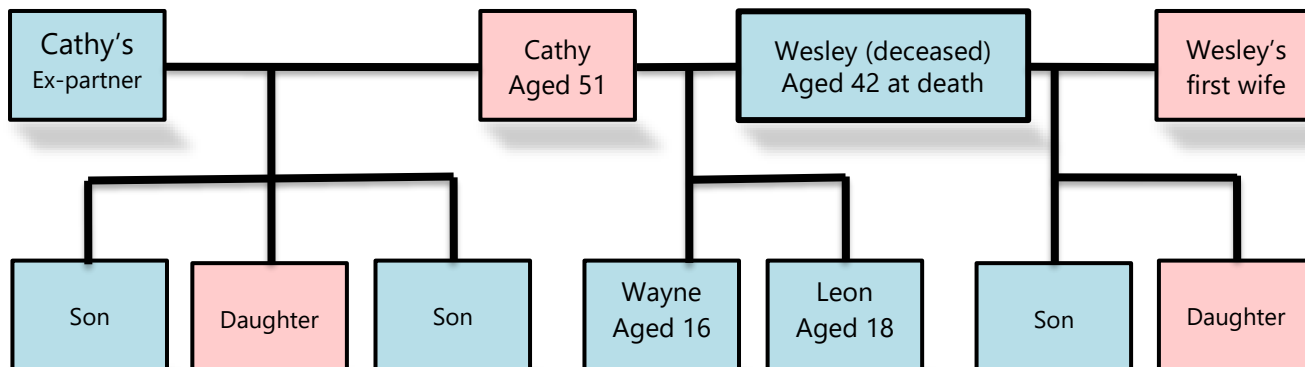 Cathy's
Ex-partner
Cathy
Aged 51
Wesley (deceased)
Aged 42 at death
Wesley's
first wife
Son
Daughter
Son
Wayne
Aged 16
Leon
Aged 18
Son
Daughter